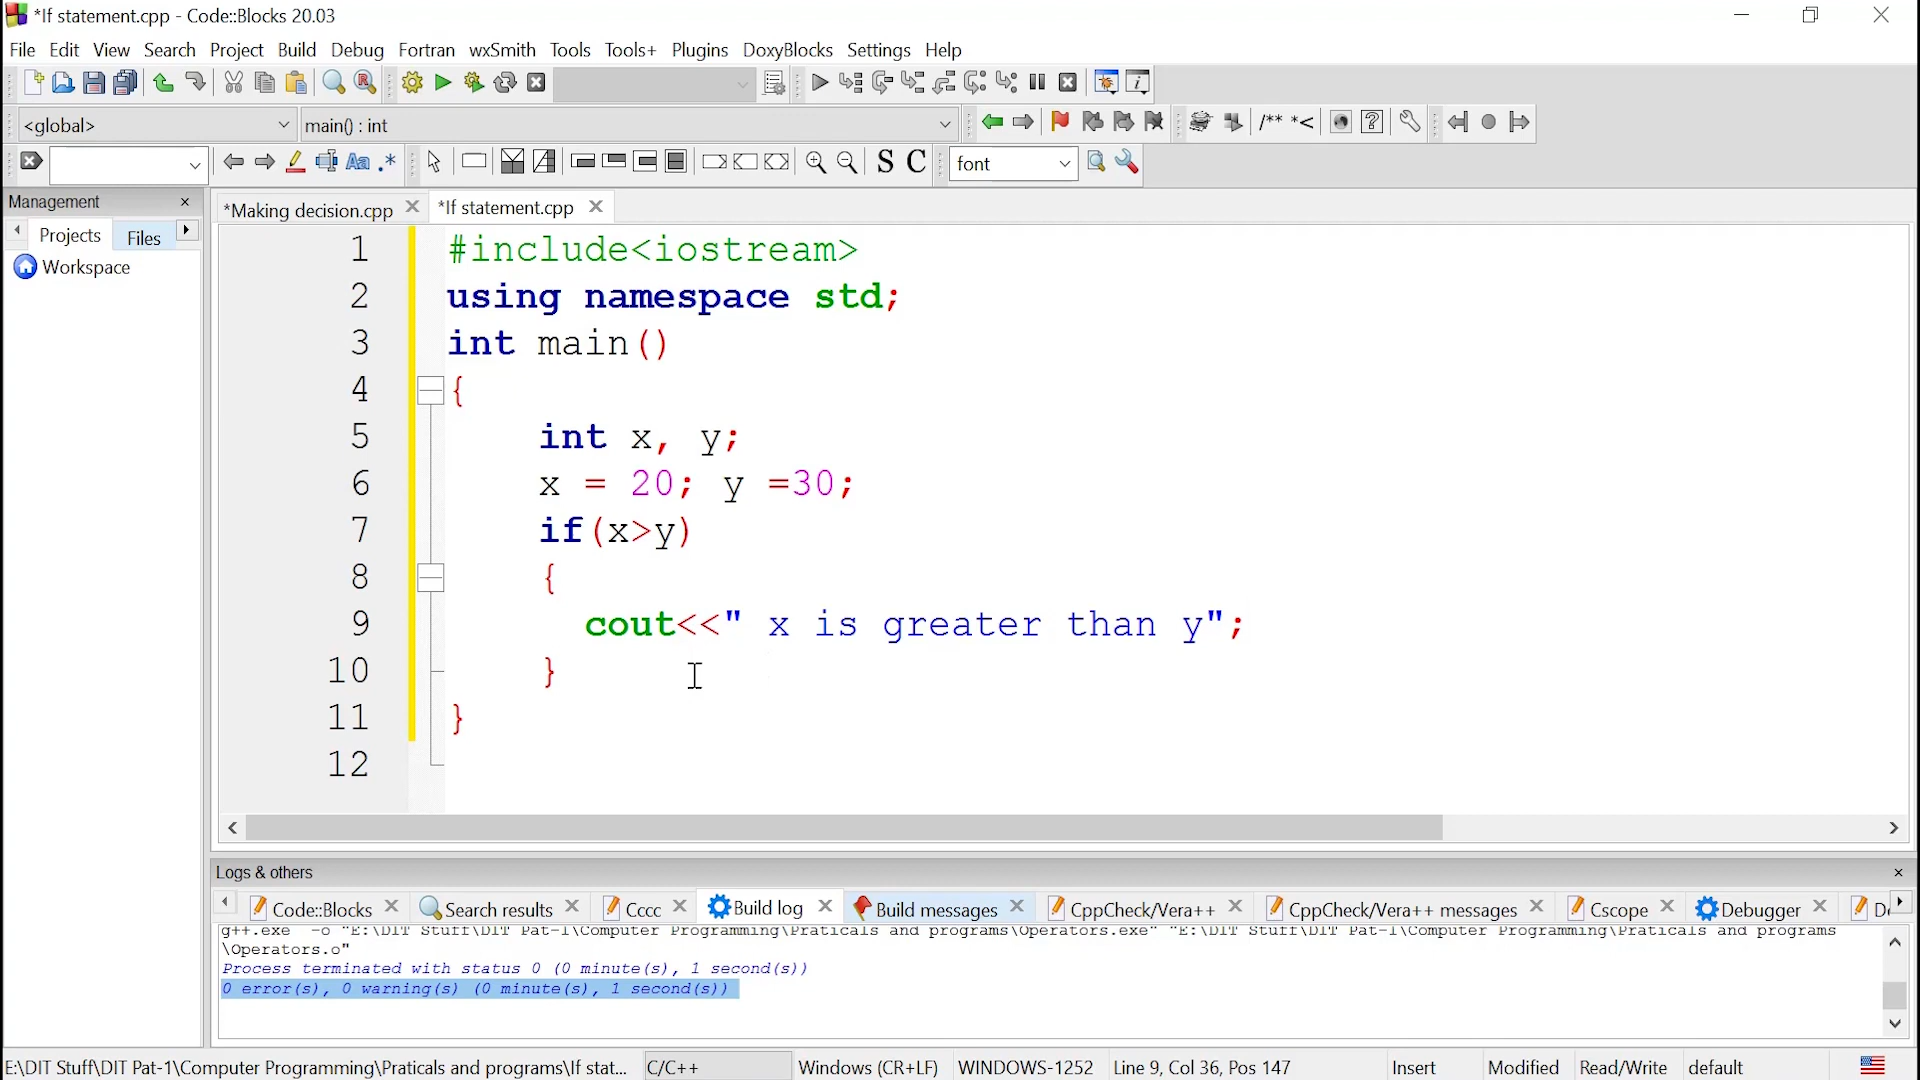 *If statement.cpp - Code::Blocks 20.03
File Edit View Search Project Build Debug Fortran wxSmith Tools Tools+ Plugins DoxyBlocks Settings Help
<global> main() : int /** *<
Aa .* S C font
Management
Projects Files
Workspace
*Making decision.cpp *If statement.cpp
1 #include<iostream>
2 using namespace std;
3 int main()
4 {
5 int x, y;
6 x = 20; y =30;
7 if(x>y)
8 {
9 cout<<" x is greater than y";
10 }
11 }
12
Logs & others
Code::Blocks Search results Cccc Build log Build messages CppCheck/Vera++ CppCheck/Vera++ messages Cscope Debugger
g++.exe -o "E:\DIT Stuff\DIT Pat-1\Computer Programming\Praticals and programs\Operators.exe" "E:\DIT Stuff\DIT Pat-1\Computer Programming\Praticals and programs
\Operators.o"
Process terminated with status 0 (0 minute(s), 1 second(s))
0 error(s), 0 warning(s) (0 minute(s), 1 second(s))
E:\DIT Stuff\DIT Pat-1\Computer Programming\Praticals and programs\If stat... C/C++ Windows (CR+LF) WINDOWS-1252 Line 9, Col 36, Pos 147 Insert Modified Read/Write default